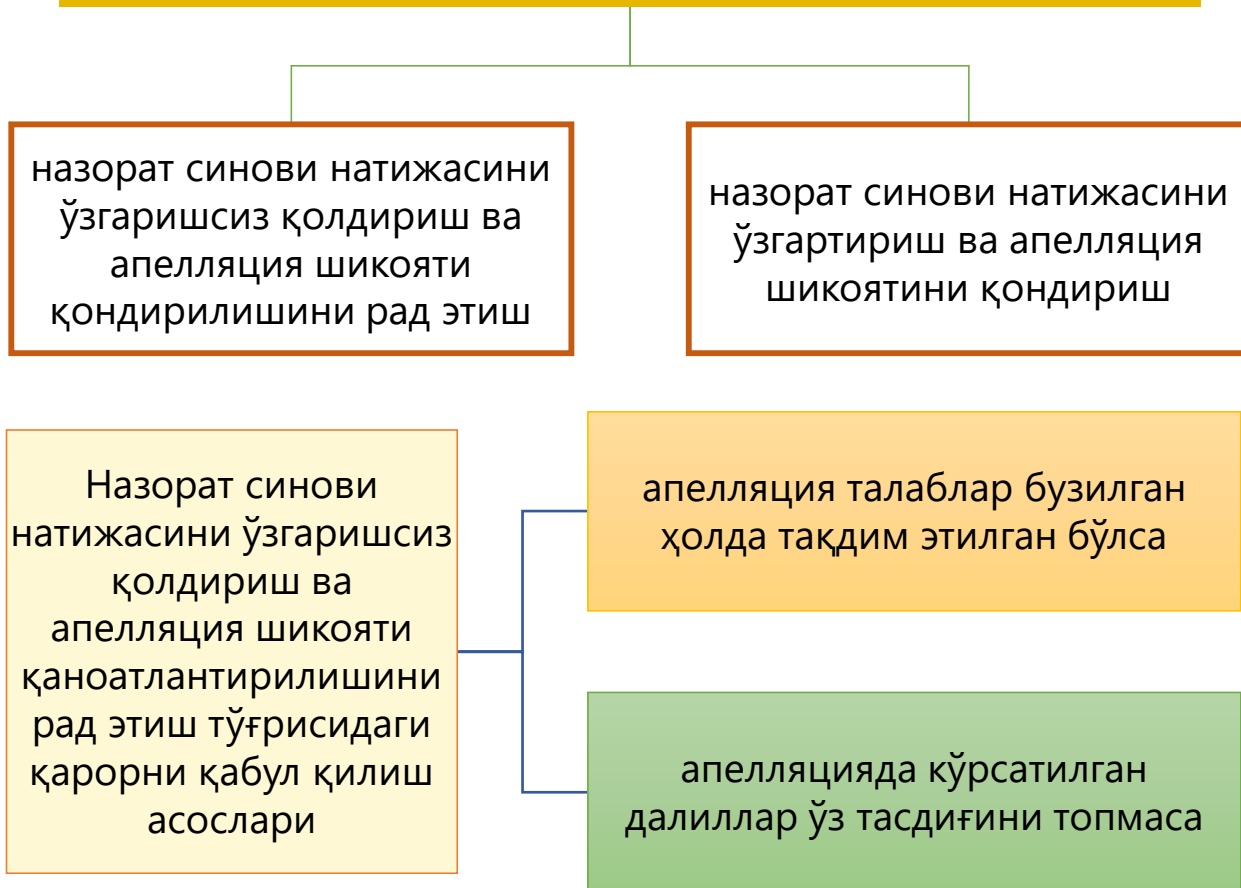 назорат синови натижасини
ўзгаришсиз қолдириш ва
апелляция шикояти
қондирилишини рад этиш
назорат синови натижасини
ўзгартириш ва апелляция
шикоятини қондириш
Назорат синови
натижасини ўзгаришсиз
қолдириш ва
апелляция шикояти
қаноатлантирилишини
рад этиш тўғрисидаги
қарорни қабул қилиш
асослари
апелляция талаблар бузилган
ҳолда тақдим этилган бўлса
апелляцияда кўрсатилган
далиллар ўз тасдиғини топмаса